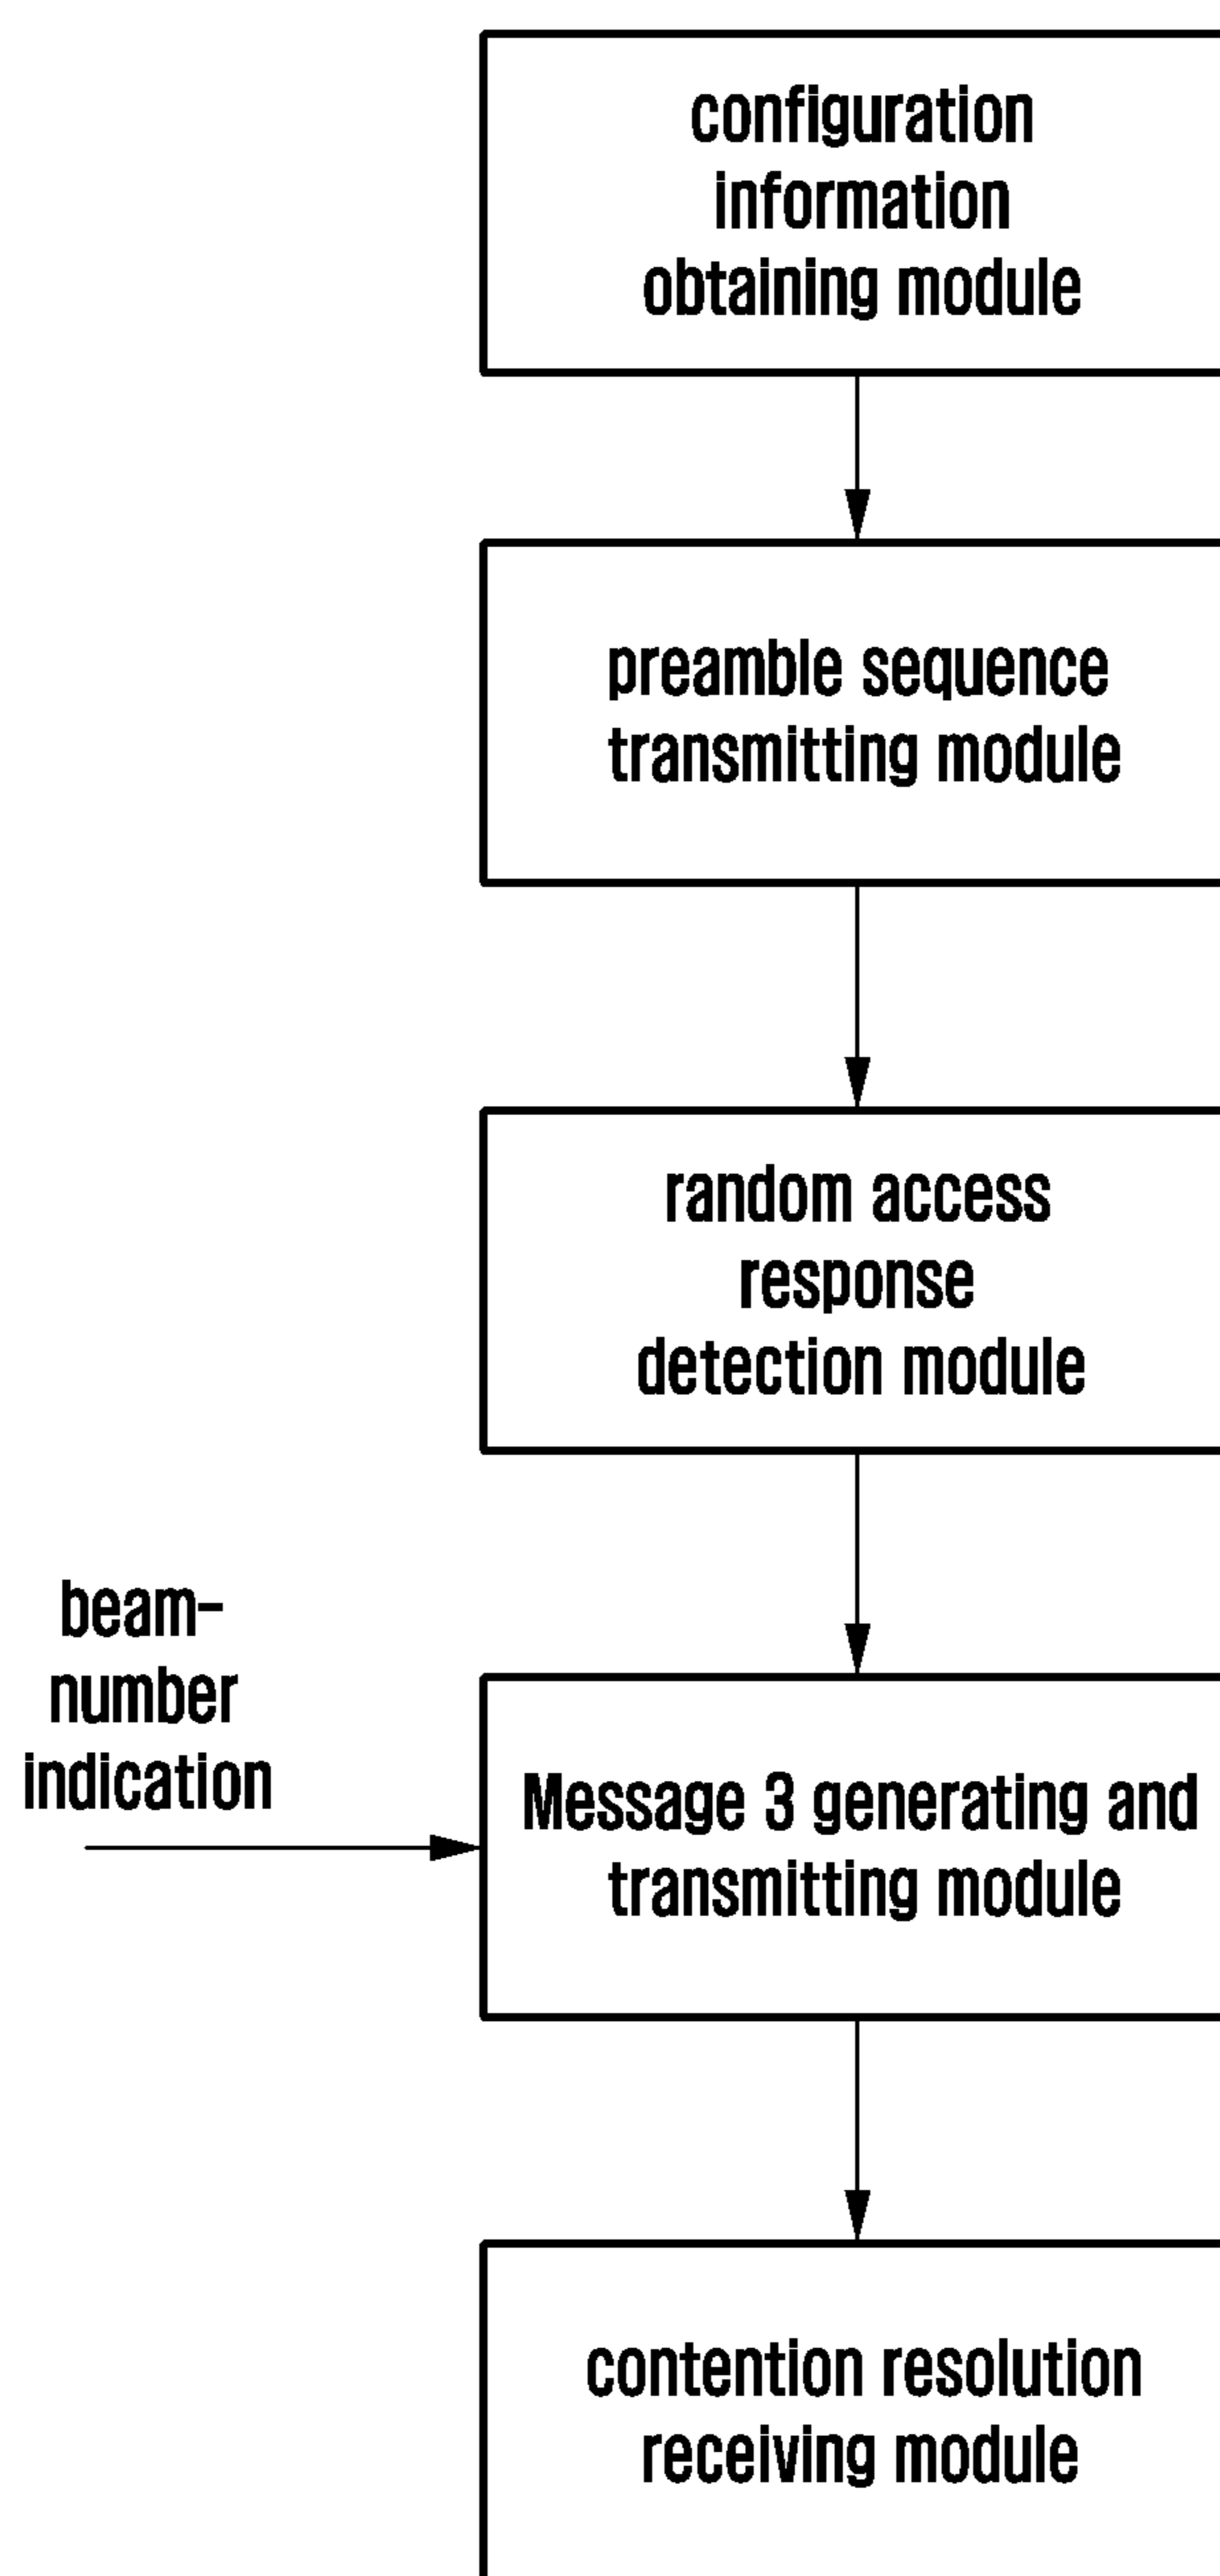 configuration
information
obtaining module
preamble sequence
transmitting module
random access
response
detection module
beam-
number
indication
Message 3 generating and
transmitting module
contention resolution
receiving module